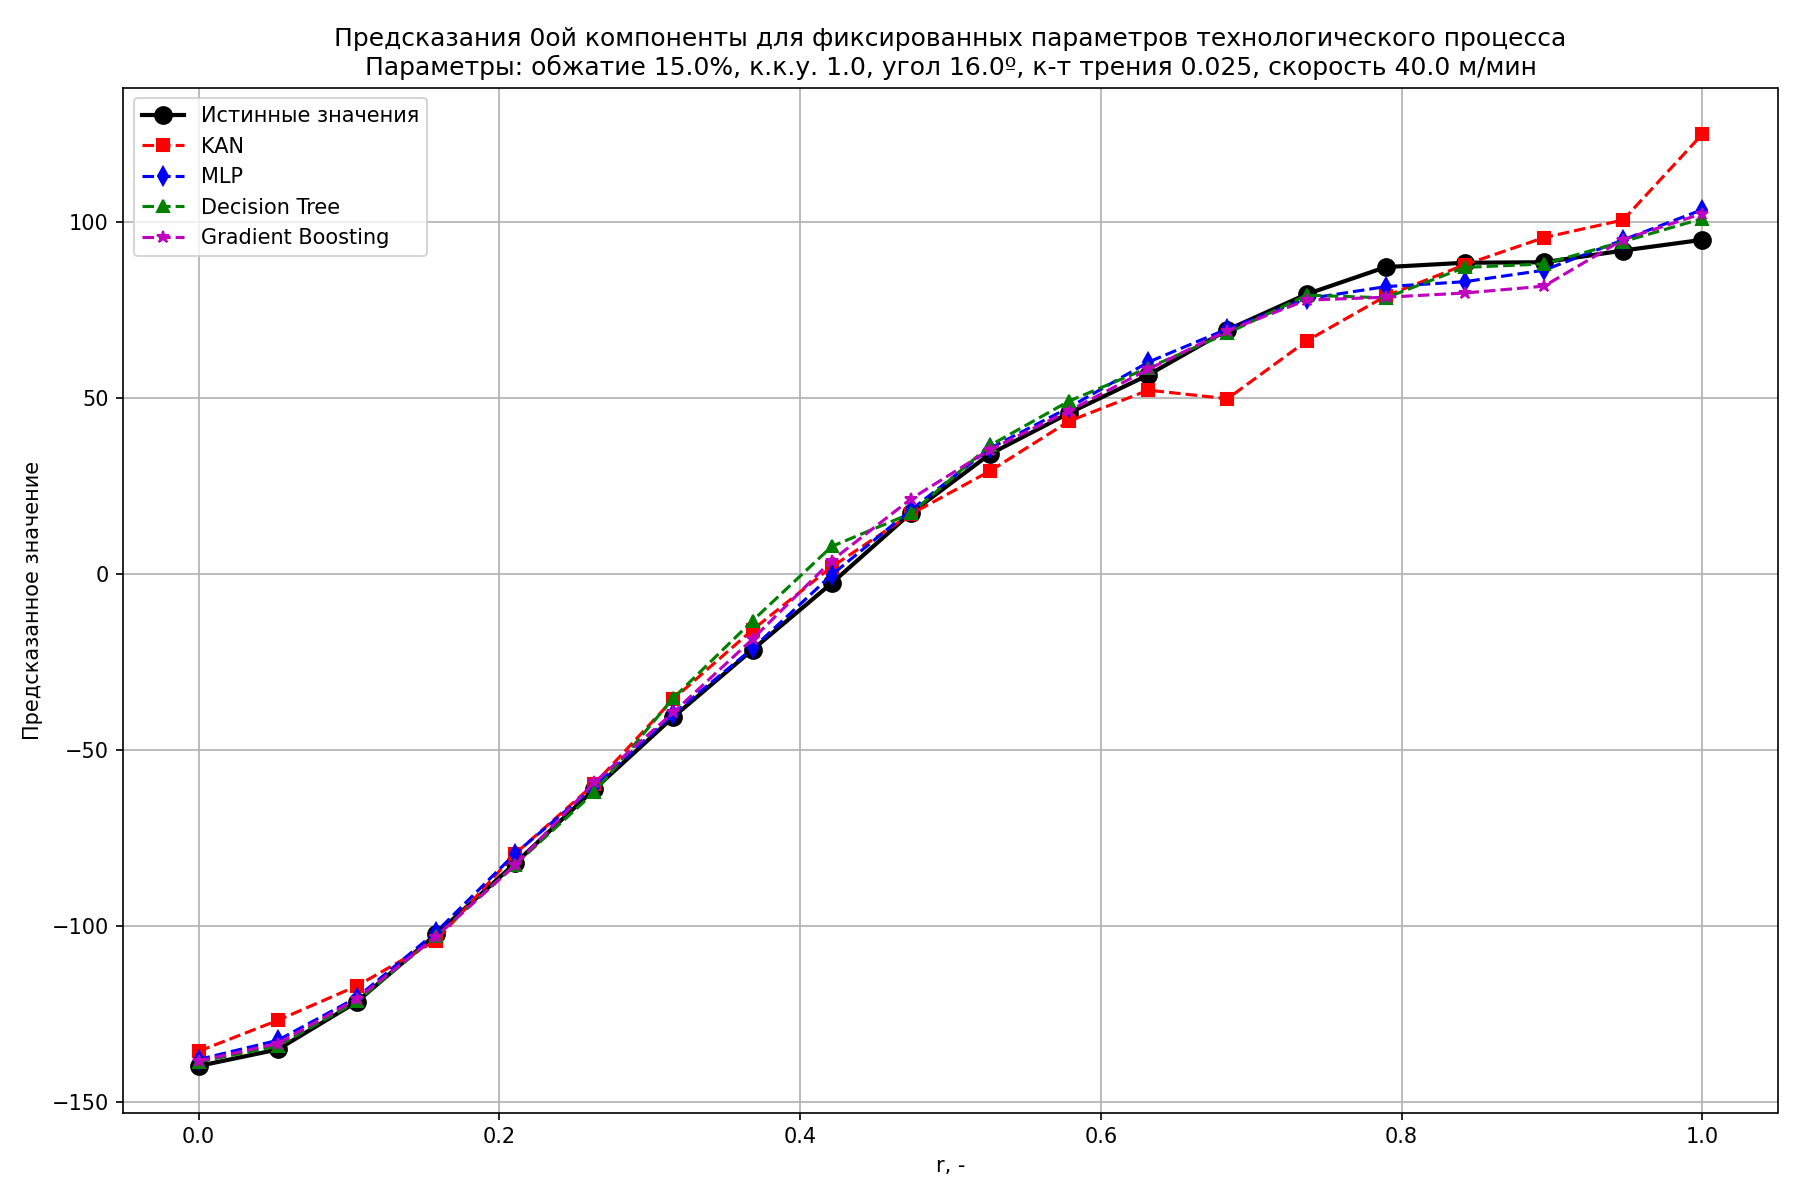 Предсказания 0ой компоненты для фиксированных параметров технологического процесса
Параметры: обжатие 15.0%, к.к.у. 1.0, угол 16.0º, к-т трения 0.025, скорость 40.0 м/мин
Истинные значения
KAN
MLP
Decision Tree
Gradient Boosting
Предсказанное значение
100
50
0
−50
−100
−150
0.0
0.2
0.4
0.6
0.8
1.0
r, -